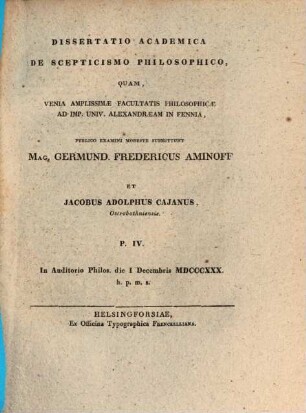 DISSERTATIO ACADEMICA
DE SCEPTICISMO PHILOSOPHICO,
QUAM,
VENIA AMPLISSIMÆ FACULTATIS PHILOSOPHICÆ
AD IMP. UNIV. ALEXANDRÆAM IN FENNIA,
PUBLICO EXAMINI MODESTE SUBMITTUNT
MAG. GERMUND. FREDERICUS AMINOFF
ET
JACOBUS ADOLPHUS CAJANUS,
Ostrobothniensis.
P. IV.
In Auditorio Philos. die I Decembris MDCCCXXX.
h. p. m. s.
HELSINGFORSIAE,
Ex Officina Typographica FRENCKELLIANA.